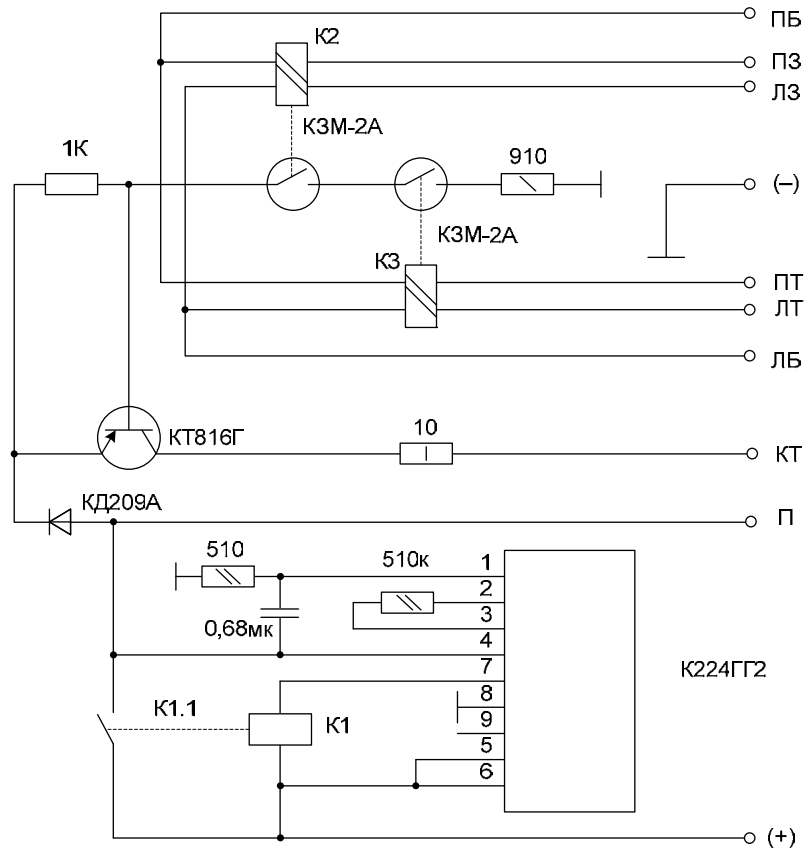 ПБ
К2
ПЗ
ЛЗ
КЗМ-2А
1К
910
(–)
КЗМ-2А
К3
ПТ
ЛТ
ЛБ
КТ816Г
10
КТ
КД209А
П
510
510к
1
2
3
0,68мк
4
7
К224ГГ2
8
К1.1
К1
9
5
6
(+)